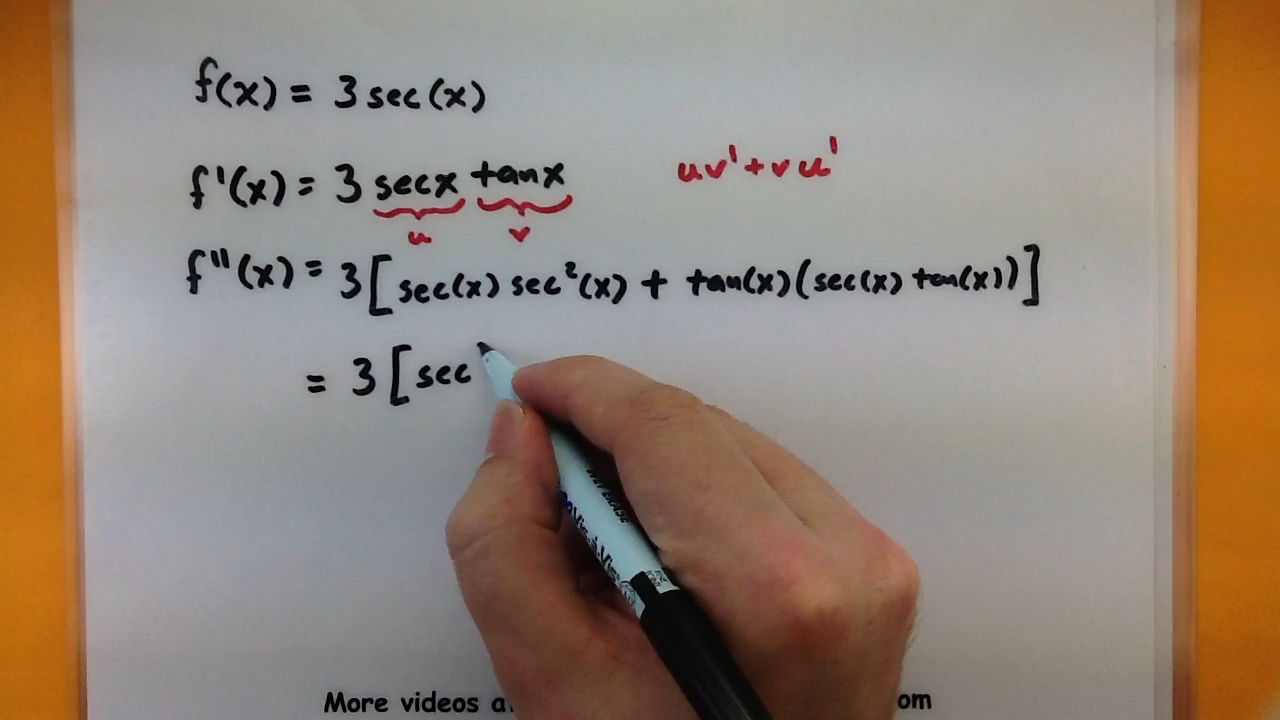 f(x) = 3 sec(x)
f'(x) = 3 secx tanx uv' + vu'
u v
f''(x) = 3[sec(x) sec²(x) + tan(x)(sec(x) tan(x))]
= 3[sec
More videos
om